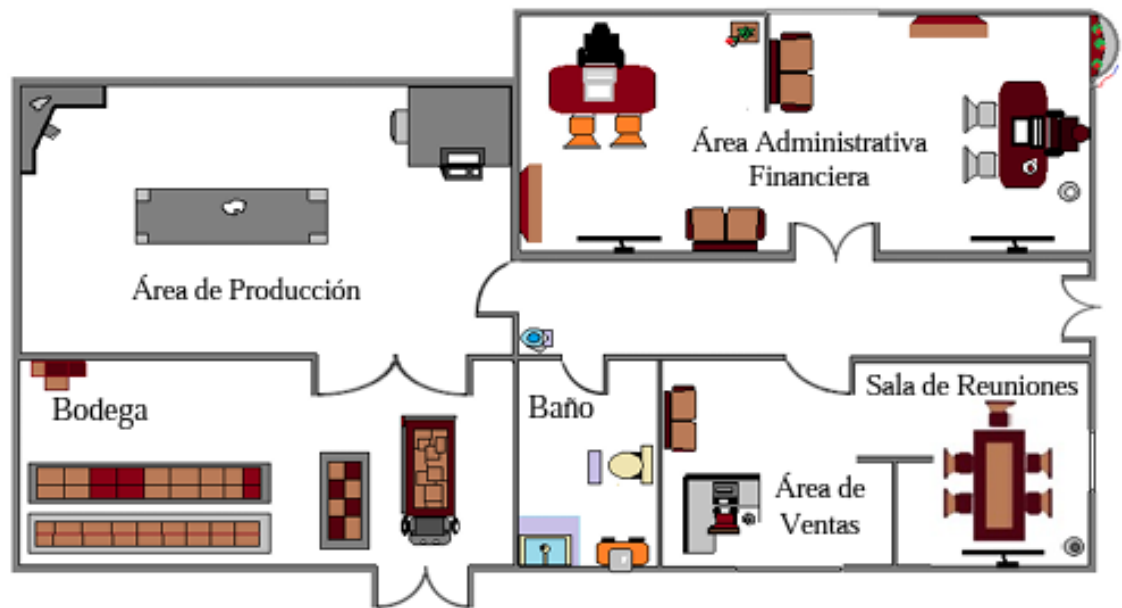 Área Administrativa
Financiera
Área de Producción
Bodega
Baño
Sala de Reuniones
Área de
Ventas